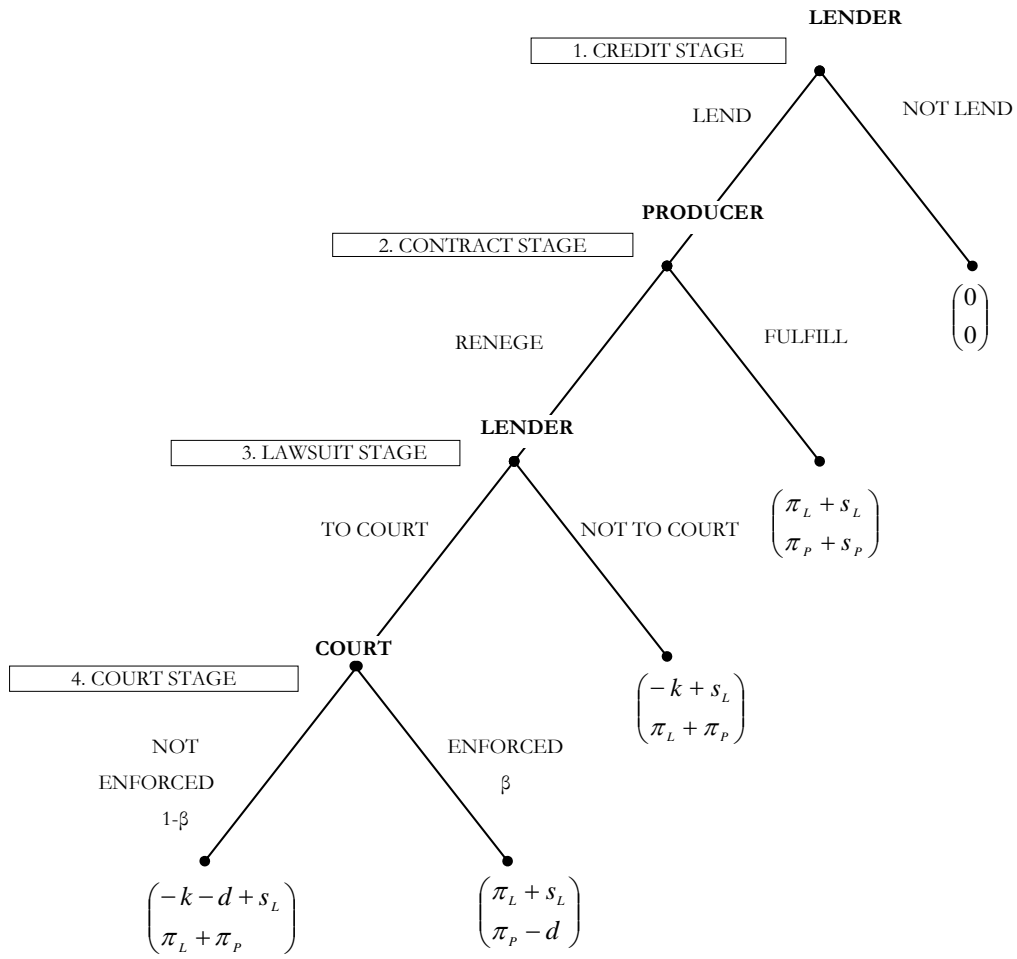 LENDER
1. CREDIT STAGE
LEND
NOT LEND
PRODUCER
2. CONTRACT STAGE
0
0
RENEGE
FULFILL
LENDER
3. LAWSUIT STAGE
TO COURT
NOT TO COURT
π_L + s_L
π_P + s_P
COURT
4. COURT STAGE
− k + s_L
π_L + π_P
NOT
ENFORCED
1-β
ENFORCED
β
− k − d + s_L
π_L + π_P
π_L + s_L
π_P − d